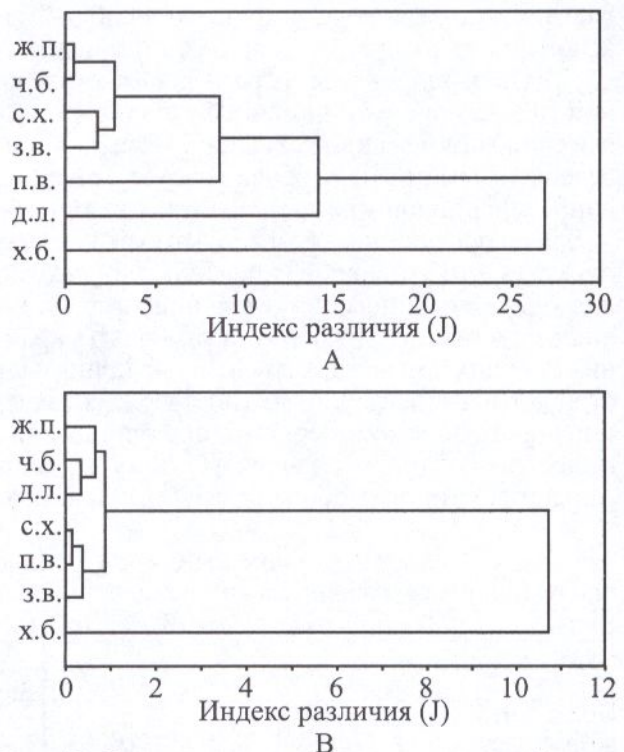 ж.п.
ч.б.
с.х.
з.в.
п.в.
д.л.
х.б.
0 5 10 15 20 25 30
Индекс различия (J)
А
ж.п.
ч.б.
д.л.
с.х.
п.в.
з.в.
х.б.
0 2 4 6 8 10 12
Индекс различия (J)
В